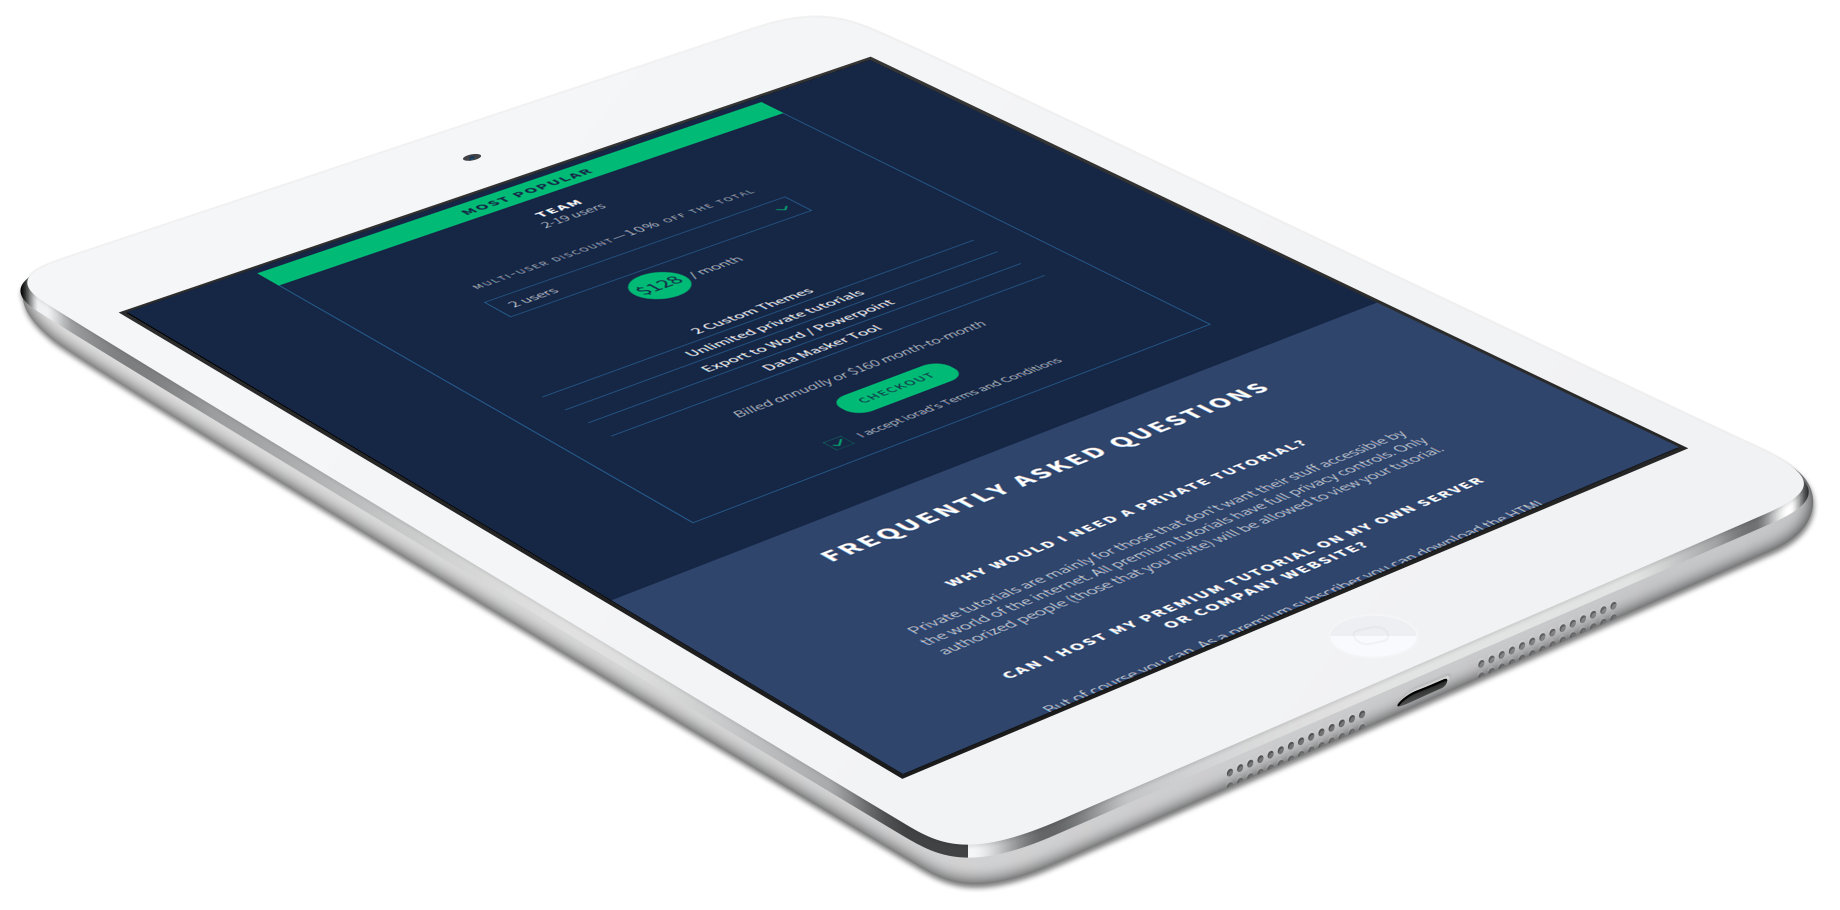 MOST POPULAR
TEAM
2-19 users
MULTI-USER DISCOUNT—10% OFF THE TOTAL
2 users
$128 / month
2 Custom Themes
Unlimited private tutorials
Export to Word / Powerpoint
Data Masker Tool
Billed annually or $160 month-to-month
CHECKOUT
I accept iorad's Terms and Conditions
FREQUENTLY ASKED QUESTIONS
WHY WOULD I NEED A PRIVATE TUTORIAL?
Private tutorials are mainly for those that don't want their stuff accessible by
the world of the internet. All premium tutorials have full privacy controls. Only
authorized people (those that you invite) will be allowed to view your tutorial.
CAN I HOST MY PREMIUM TUTORIAL ON MY OWN SERVER
OR COMPANY WEBSITE?
But of course you can. As a premium subscriber you can download the HTML